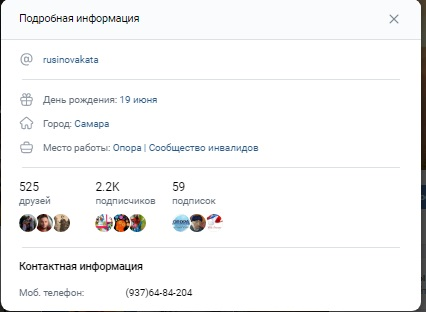 Подробная информация
@ rusinovakata
День рождения: 19 июня
Город: Самара
Место работы: Опора | Сообщество инвалидов
525 2.2K 59
друзей подписчиков подписок
Контактная информация
Моб. телефон: (937)64-84-204